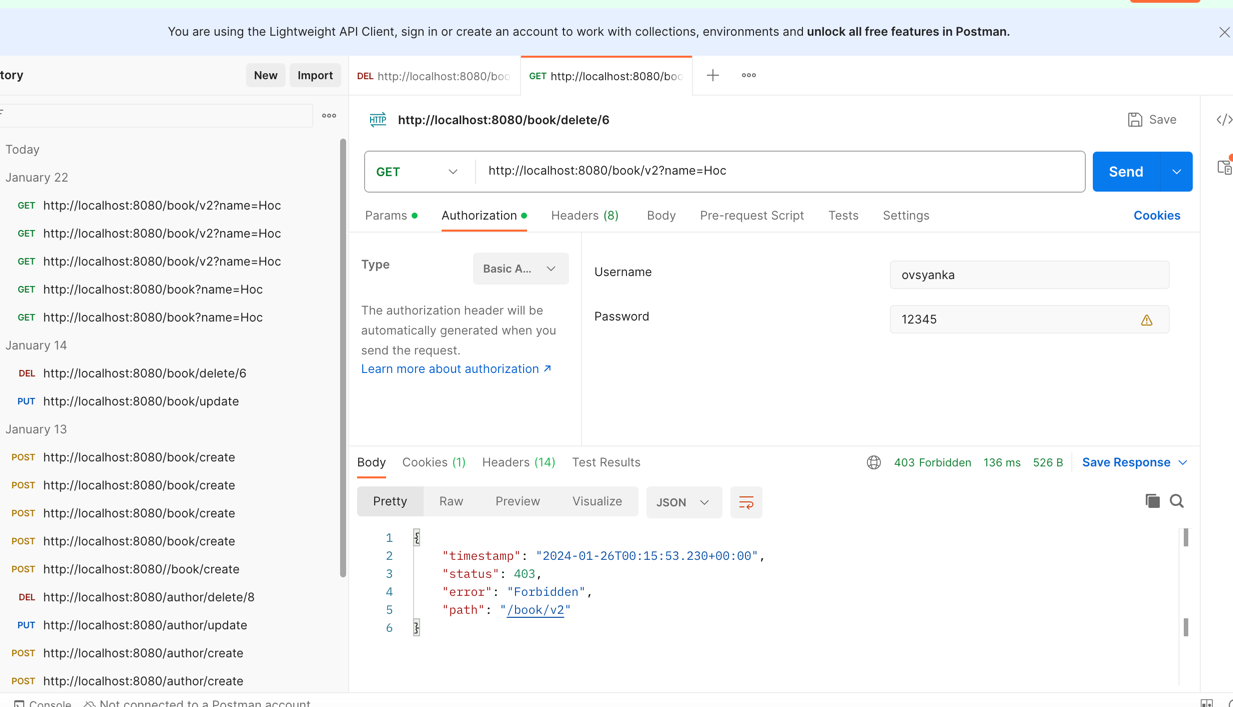 You are using the Lightweight API Client, sign in or create an account to work with collections, environments and unlock all free features in Postman.
tory
New
Import
DEL http://localhost:8080/boo
GET http://localhost:8080/boo
HTTP http://localhost:8080/book/delete/6
Save
Today
January 22
GET http://localhost:8080/book/v2?name=Hoc
GET http://localhost:8080/book/v2?name=Hoc
GET http://localhost:8080/book/v2?name=Hoc
GET http://localhost:8080/book?name=Hoc
GET http://localhost:8080/book?name=Hoc
January 14
DEL http://localhost:8080/book/delete/6
PUT http://localhost:8080/book/update
January 13
POST http://localhost:8080/book/create
POST http://localhost:8080/book/create
POST http://localhost:8080/book/create
POST http://localhost:8080/book/create
POST http://localhost:8080//book/create
DEL http://localhost:8080/author/delete/8
PUT http://localhost:8080/author/update
POST http://localhost:8080/author/create
POST http://localhost:8080/author/create
GET http://localhost:8080/book/v2?name=Hoc
Send
Params Authorization Headers (8) Body Pre-request Script Tests Settings
Cookies
Type
Basic A...
The authorization header will be
automatically generated when you
send the request.
Learn more about authorization ↗
Username
ovsyanka
Password
12345
Body Cookies (1) Headers (14) Test Results
403 Forbidden 136 ms 526 B
Save Response
Pretty Raw Preview Visualize
JSON
1 {
2 "timestamp": "2024-01-26T00:15:53.230+00:00",
3 "status": 403,
4 "error": "Forbidden",
5 "path": "/book/v2"
6 }
Console Not connected to a Postman account